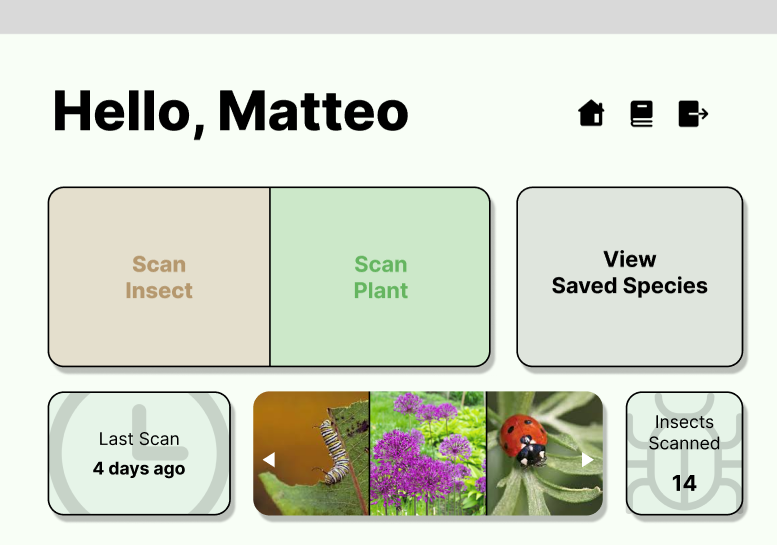 Hello, Matteo
Scan
Insect
Scan
Plant
View
Saved Species
Last Scan
4 days ago
Insects
Scanned
14